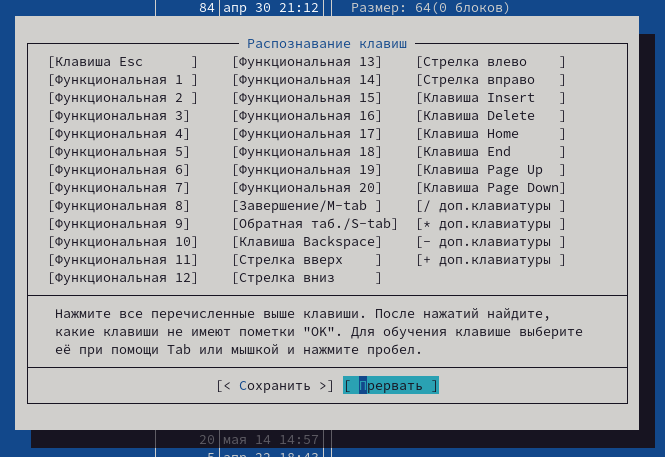 84 апр 30 21:12 Размер: 64(0 блоков)
Распознавание клавиш
[Клавиша Esc ] [Функциональная 13] [Стрелка влево ]
[Функциональная 1 ] [Функциональная 14] [Стрелка вправо ]
[Функциональная 2 ] [Функциональная 15] [Клавиша Insert ]
[Функциональная 3] [Функциональная 16] [Клавиша Delete ]
[Функциональная 4] [Функциональная 17] [Клавиша Home ]
[Функциональная 5] [Функциональная 18] [Клавиша End ]
[Функциональная 6] [Функциональная 19] [Клавиша Page Up ]
[Функциональная 7] [Функциональная 20] [Клавиша Page Down]
[Функциональная 8] [Завершение/M-tab ] [/ доп.клавиатуры ]
[Функциональная 9] [Обратная таб./S-tab] [* доп.клавиатуры ]
[Функциональная 10] [Клавиша Backspace] [- доп.клавиатуры ]
[Функциональная 11] [Стрелка вверх ] [+ доп.клавиатуры ]
[Функциональная 12] [Стрелка вниз ]
Нажмите все перечисленные выше клавиши. После нажатий найдите,
какие клавиши не имеют пометки "OK". Для обучения клавише выберите
её при помощи Tab или мышкой и нажмите пробел.
[< Сохранить >] [ Прервать ]
20 мая 14 14:57
5 апр 22 18:43